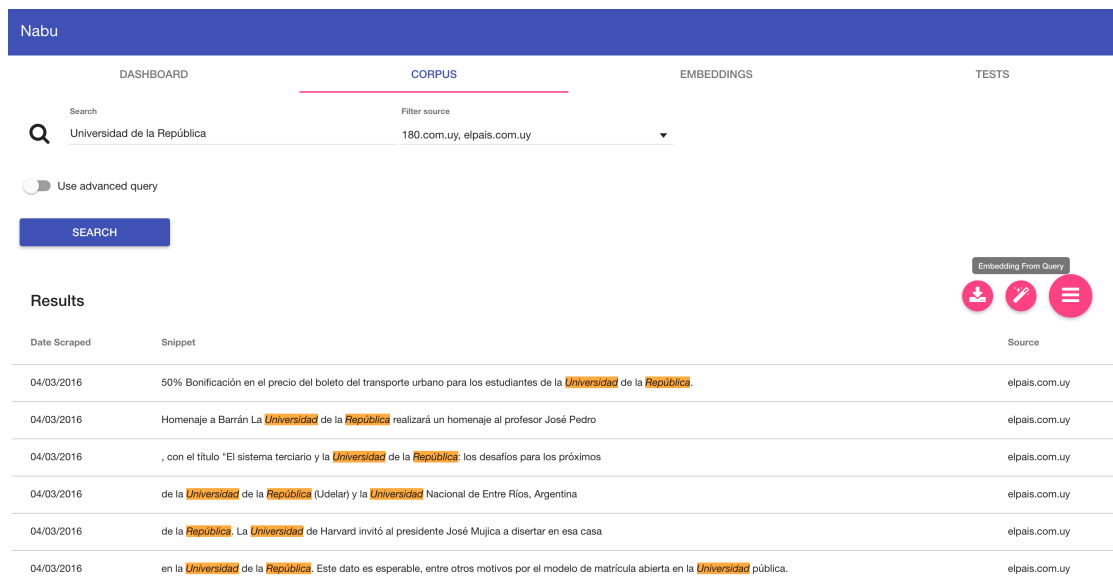 Nabu
DASHBOARD CORPUS EMBEDDINGS TESTS
Search Filter source
Universidad de la República 180.com.uy, elpais.com.uy
Use advanced query
SEARCH
Embedding From Query
Results
Date Scraped Snippet Source
04/03/2016 50% Bonificación en el precio del boleto del transporte urbano para los estudiantes de la Universidad de la República. elpais.com.uy
04/03/2016 Homenaje a Barrán La Universidad de la República realizará un homenaje al profesor José Pedro elpais.com.uy
04/03/2016 , con el título "El sistema terciario y la Universidad de la República: los desafíos para los próximos elpais.com.uy
04/03/2016 de la Universidad de la República (Udelar) y la Universidad Nacional de Entre Ríos, Argentina elpais.com.uy
04/03/2016 de la República. La Universidad de Harvard invitó al presidente José Mujica a disertar en esa casa elpais.com.uy
04/03/2016 en la Universidad de la República. Este dato es esperable, entre otros motivos por el modelo de matrícula abierta en la Universidad pública. elpais.com.uy